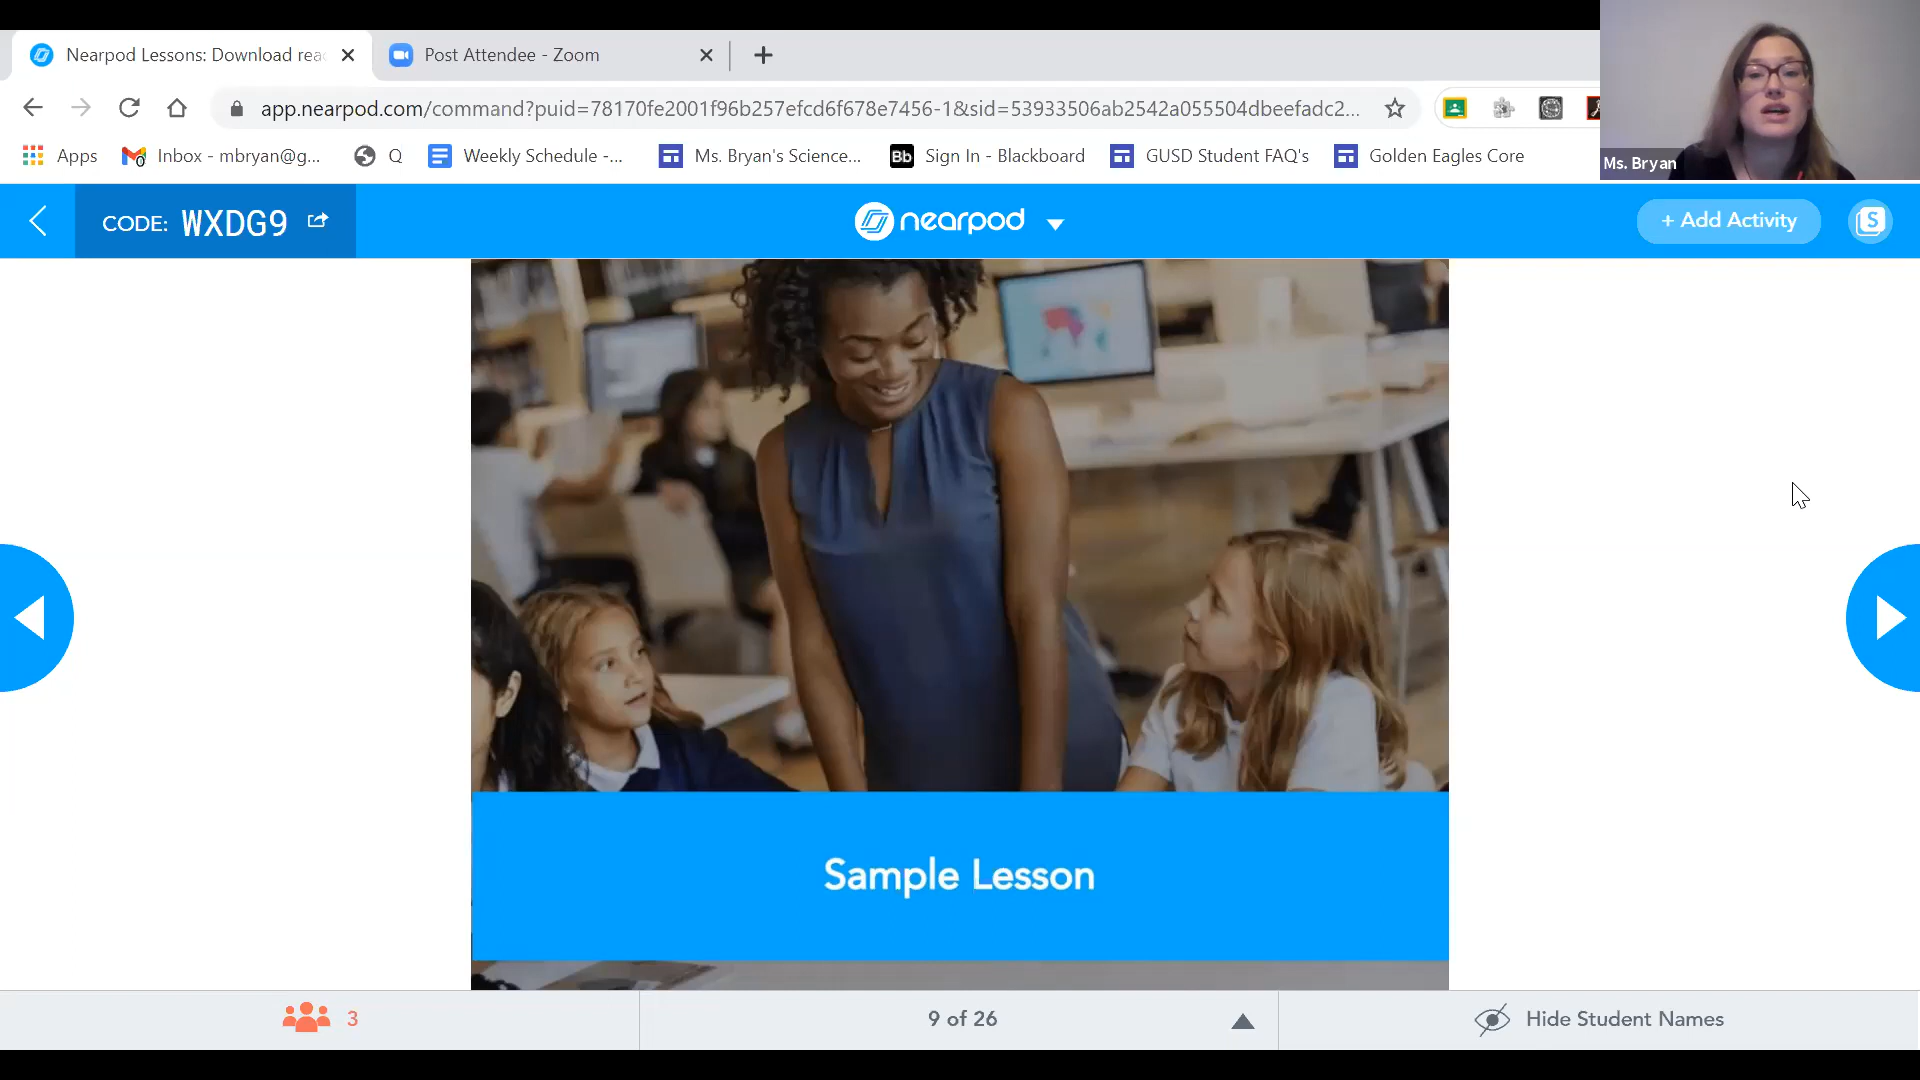 Nearpod Lessons: Download rea
Post Attendee - Zoom
app.nearpod.com/command?puid=78170fe2001f96b257efcd6f678e7456-1&sid=53933506ab2542a055504dbeefadc2...
Apps
Inbox - mbryan@g...
Q
Weekly Schedule -...
Ms. Bryan's Science...
Bb
Sign In - Blackboard
GUSD Student FAQ's
Golden Eagles Core
Ms. Bryan
CODE: WXDG9
nearpod
+ Add Activity
S
Sample Lesson
3
9 of 26
Hide Student Names